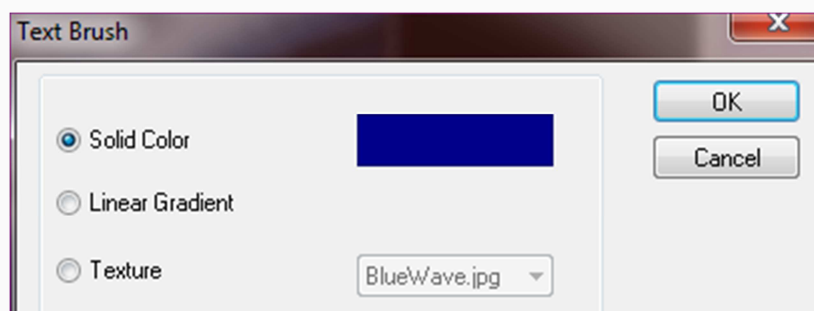 Text Brush
OK
Solid Color
Cancel
Linear Gradient
Texture
BlueWave.jpg